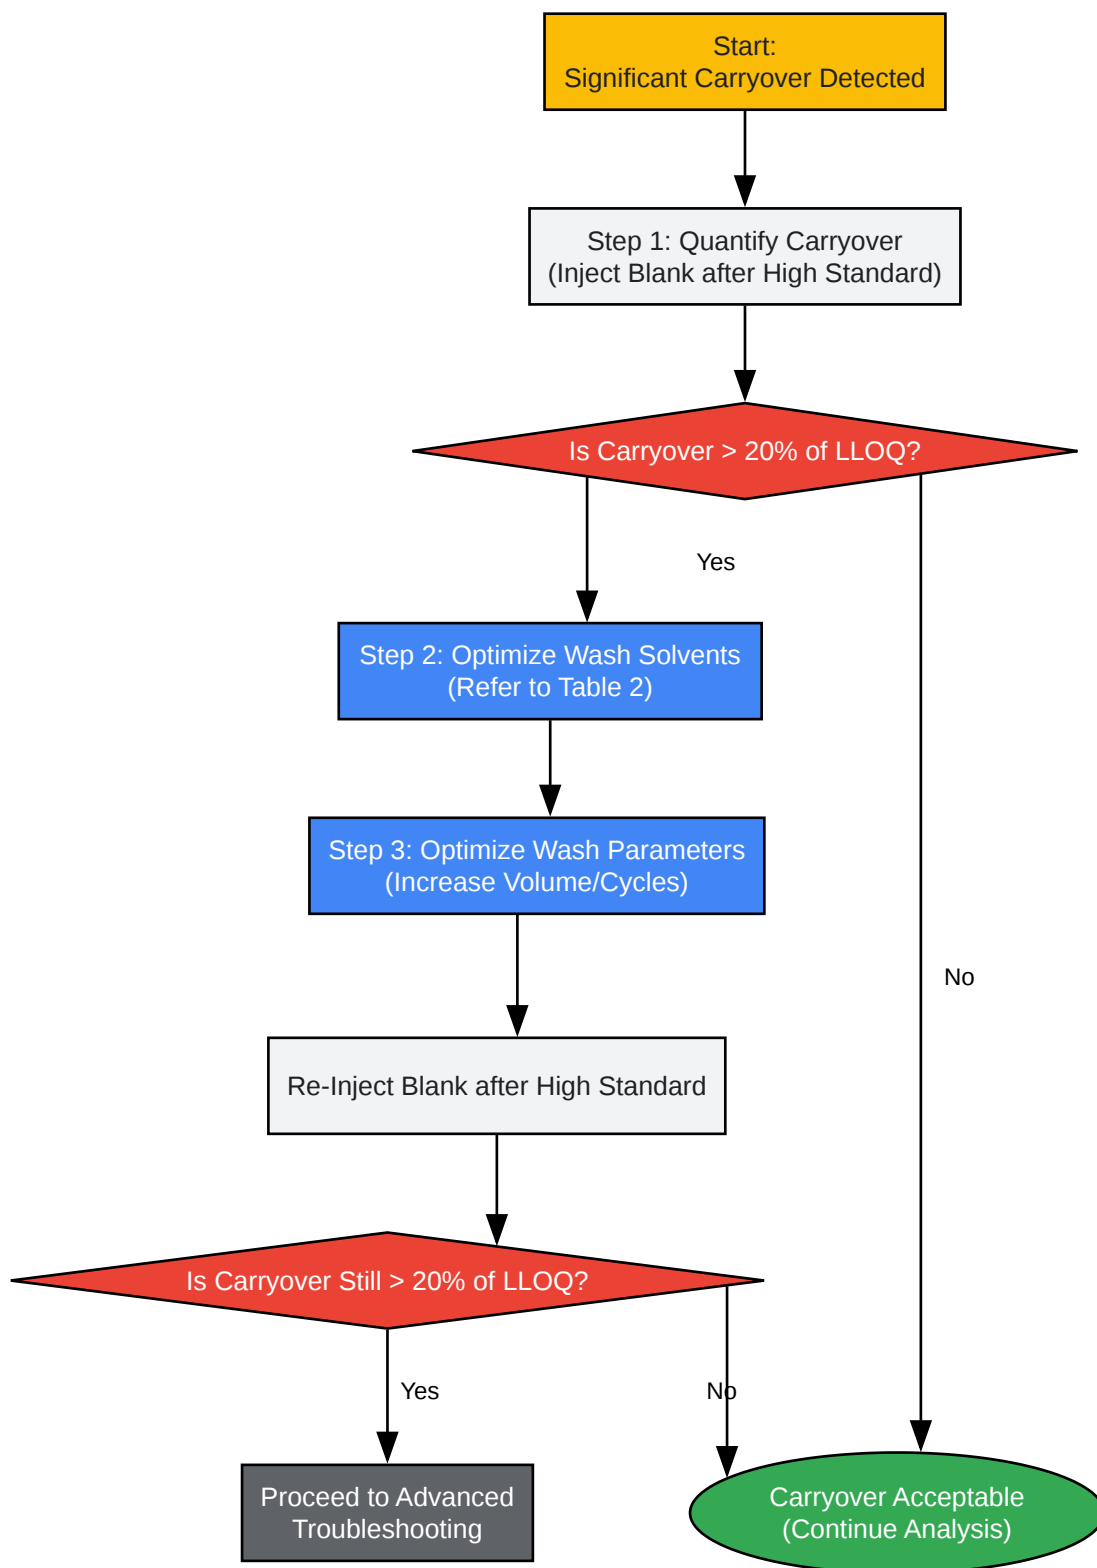 Start:
Significant Carryover Detected
Step 1: Quantify Carryover
(Inject Blank after High Standard)
Is Carryover > 20% of LLOQ?
Yes
Step 2: Optimize Wash Solvents
(Refer to Table 2)
Step 3: Optimize Wash Parameters
(Increase Volume/Cycles)
No
Re-Inject Blank after High Standard
Is Carryover Still > 20% of LLOQ?
Yes
No
Proceed to Advanced
Troubleshooting
Carryover Acceptable
(Continue Analysis)